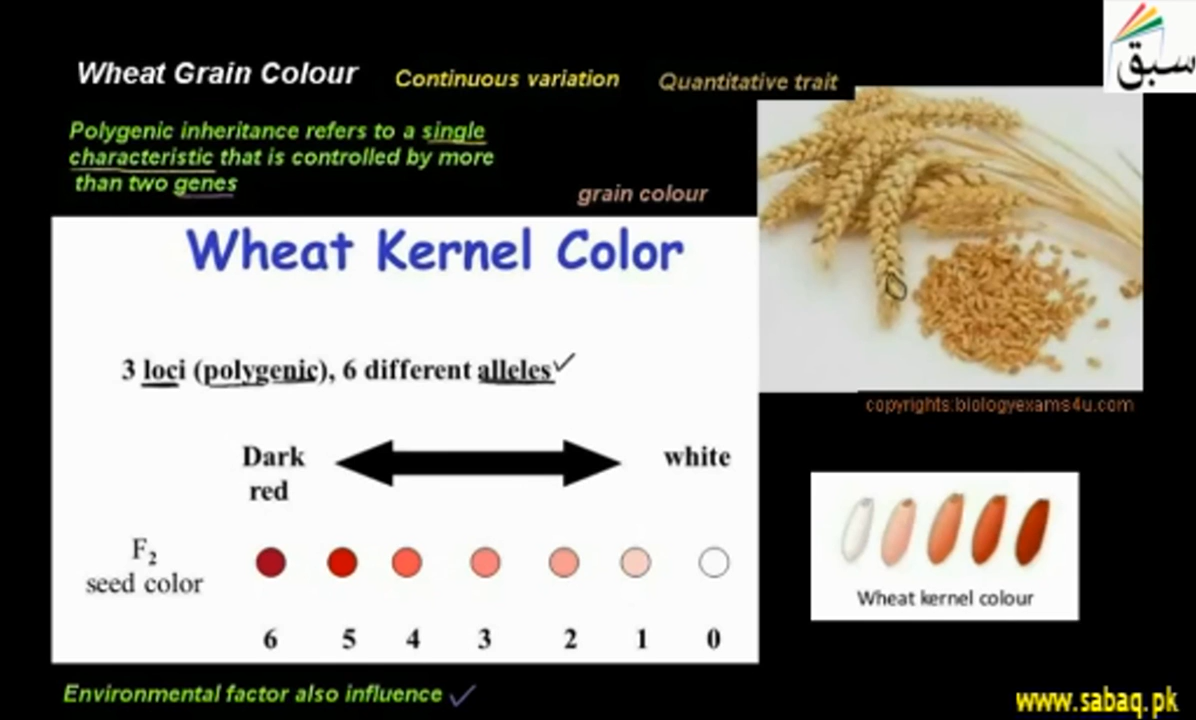 سبق
Wheat Grain Colour
Continuous variation
Quantitative trait
Polygenic inheritance refers to a single
characteristic that is controlled by more
than two genes
grain colour
Wheat Kernel Color
3 loci (polygenic), 6 different alleles
Dark
red
white
F₂
seed color
6 5 4 3 2 1 0
copyrights:biologyexams4u.com
Wheat kernel colour
Environmental factor also influence
www.sabaq.pk